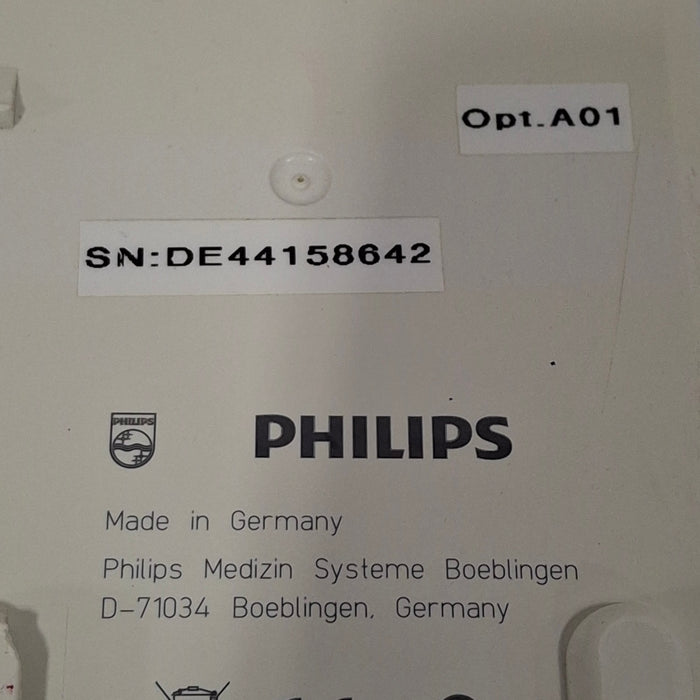 Opt.A01
SN:DE44158642
PHILIPS
PHILIPS
Made in Germany
Philips Medizin Systeme Boeblingen
D-71034 Boeblingen, Germany